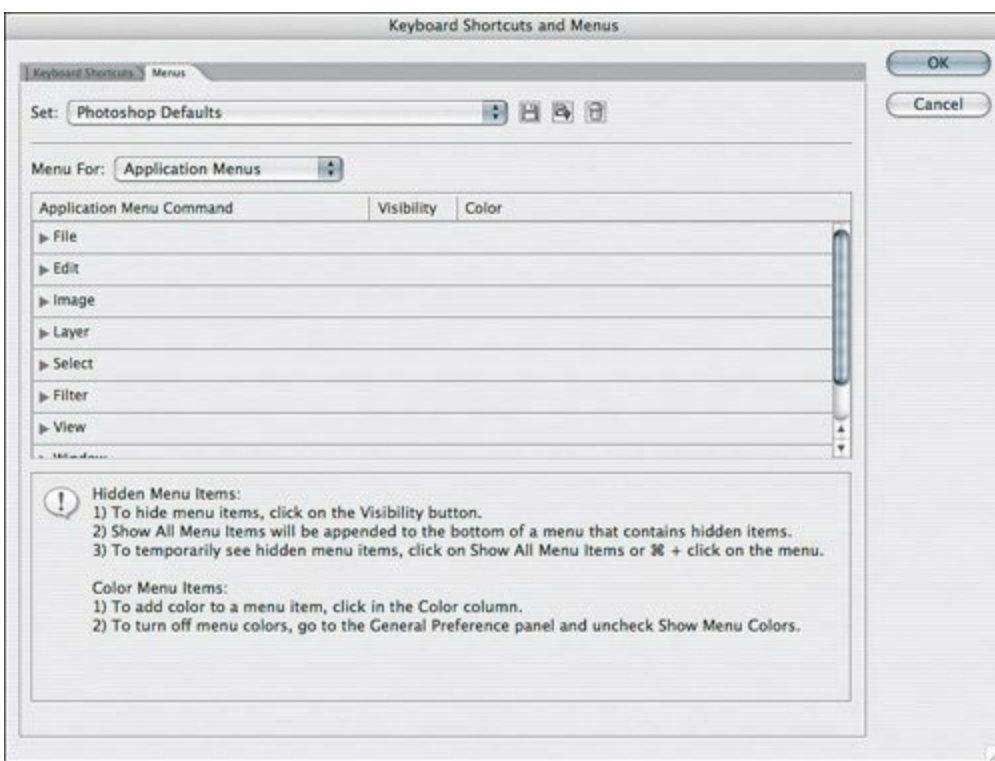 Keyboard Shortcuts and Menus
Keyboard Shortcuts Menus
OK
Set: Photoshop Defaults
Cancel
Menu For: Application Menus
Application Menu Command Visibility Color
File
Edit
Image
Layer
Select
Filter
View
Window
Hidden Menu Items:
1) To hide menu items, click on the Visibility button.
2) Show All Menu Items will be appended to the bottom of a menu that contains hidden items.
3) To temporarily see hidden menu items, click on Show All Menu Items or ⌘ + click on the menu.
Color Menu Items:
1) To add color to a menu item, click in the Color column.
2) To turn off menu colors, go to the General Preference panel and uncheck Show Menu Colors.